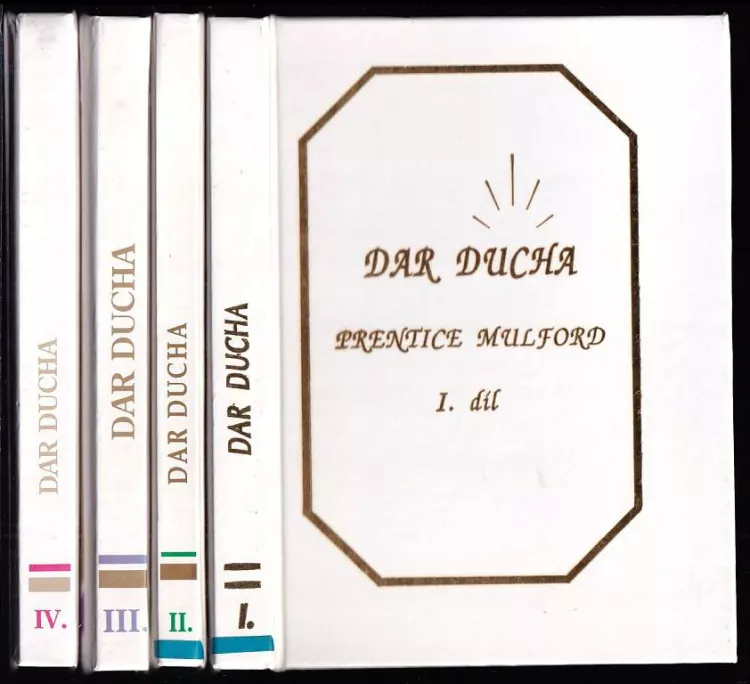 DAR DUCHA
IV.
DAR DUCHA
III.
DAR DUCHA
II.
DAR DUCHA
I.
DAR DUCHA
PRENTICE MULFORD
I. díl